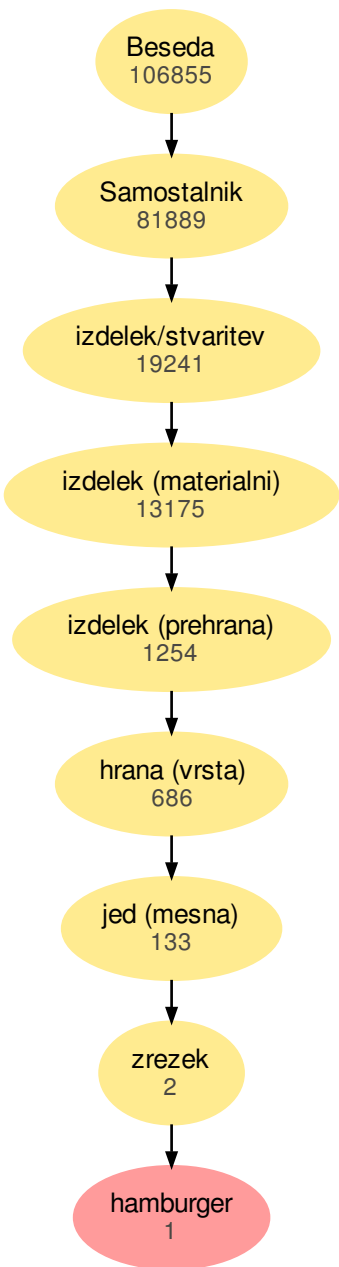 Beseda
106855
Samostalnik
81889
izdelek/stvaritev
19241
izdelek (materialni)
13175
izdelek (prehrana)
1254
hrana (vrsta)
686
jed (mesna)
133
zrezek
2
hamburger
1